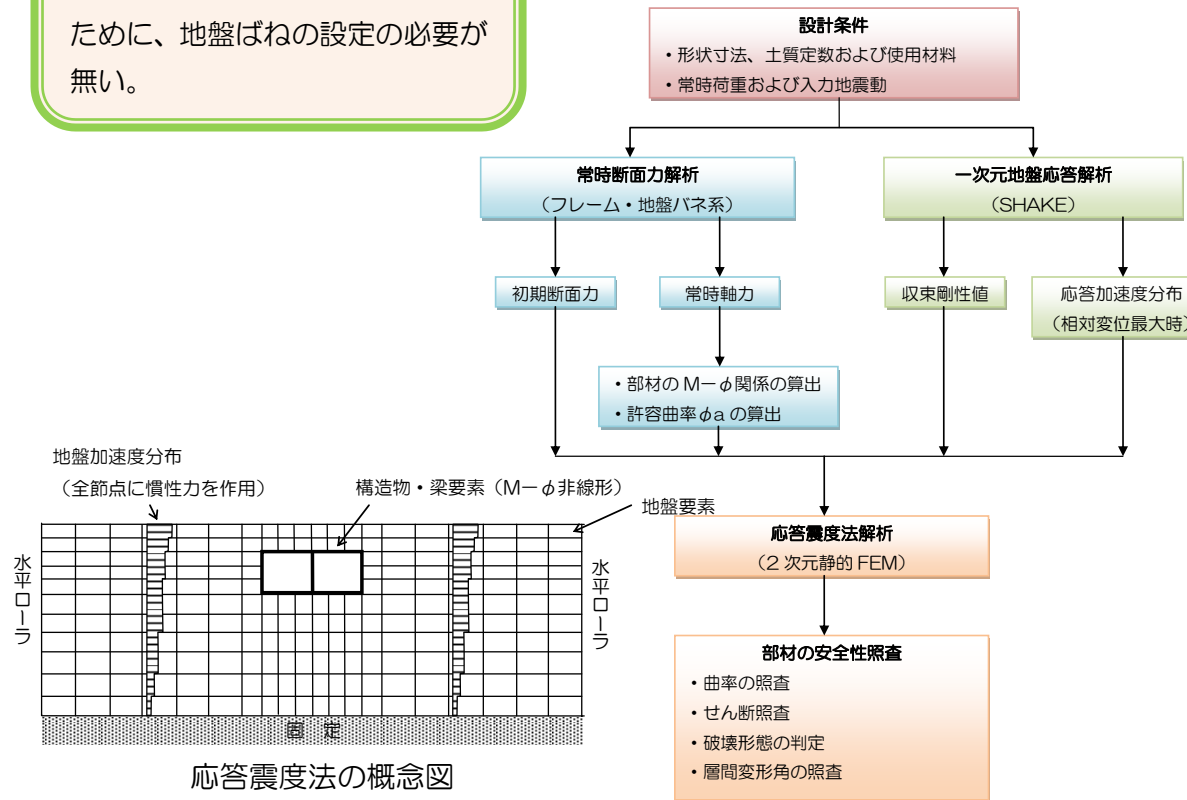 ために、地盤ばねの設定の必要が
無い。
設計条件
・形状寸法、土質定数および使用材料
・常時荷重および入力地震動
常時断面力解析
（フレーム・地盤バネ系）
一次元地盤応答解析
（SHAKE）
初期断面力
常時軸力
収束剛性値
応答加速度分布
（相対変位最大時）
・部材のM－φ関係の算出
・許容曲率φaの算出
応答震度法解析
（2次元静的FEM）
部材の安全性照査
・曲率の照査
・せん断照査
・破壊形態の判定
・層間変形角の照査
地盤加速度分布
（全節点に慣性力を作用）
構造物・梁要素（M－φ非線形）
地盤要素
水平ローラ
水平ローラ
固 定
応答震度法の概念図